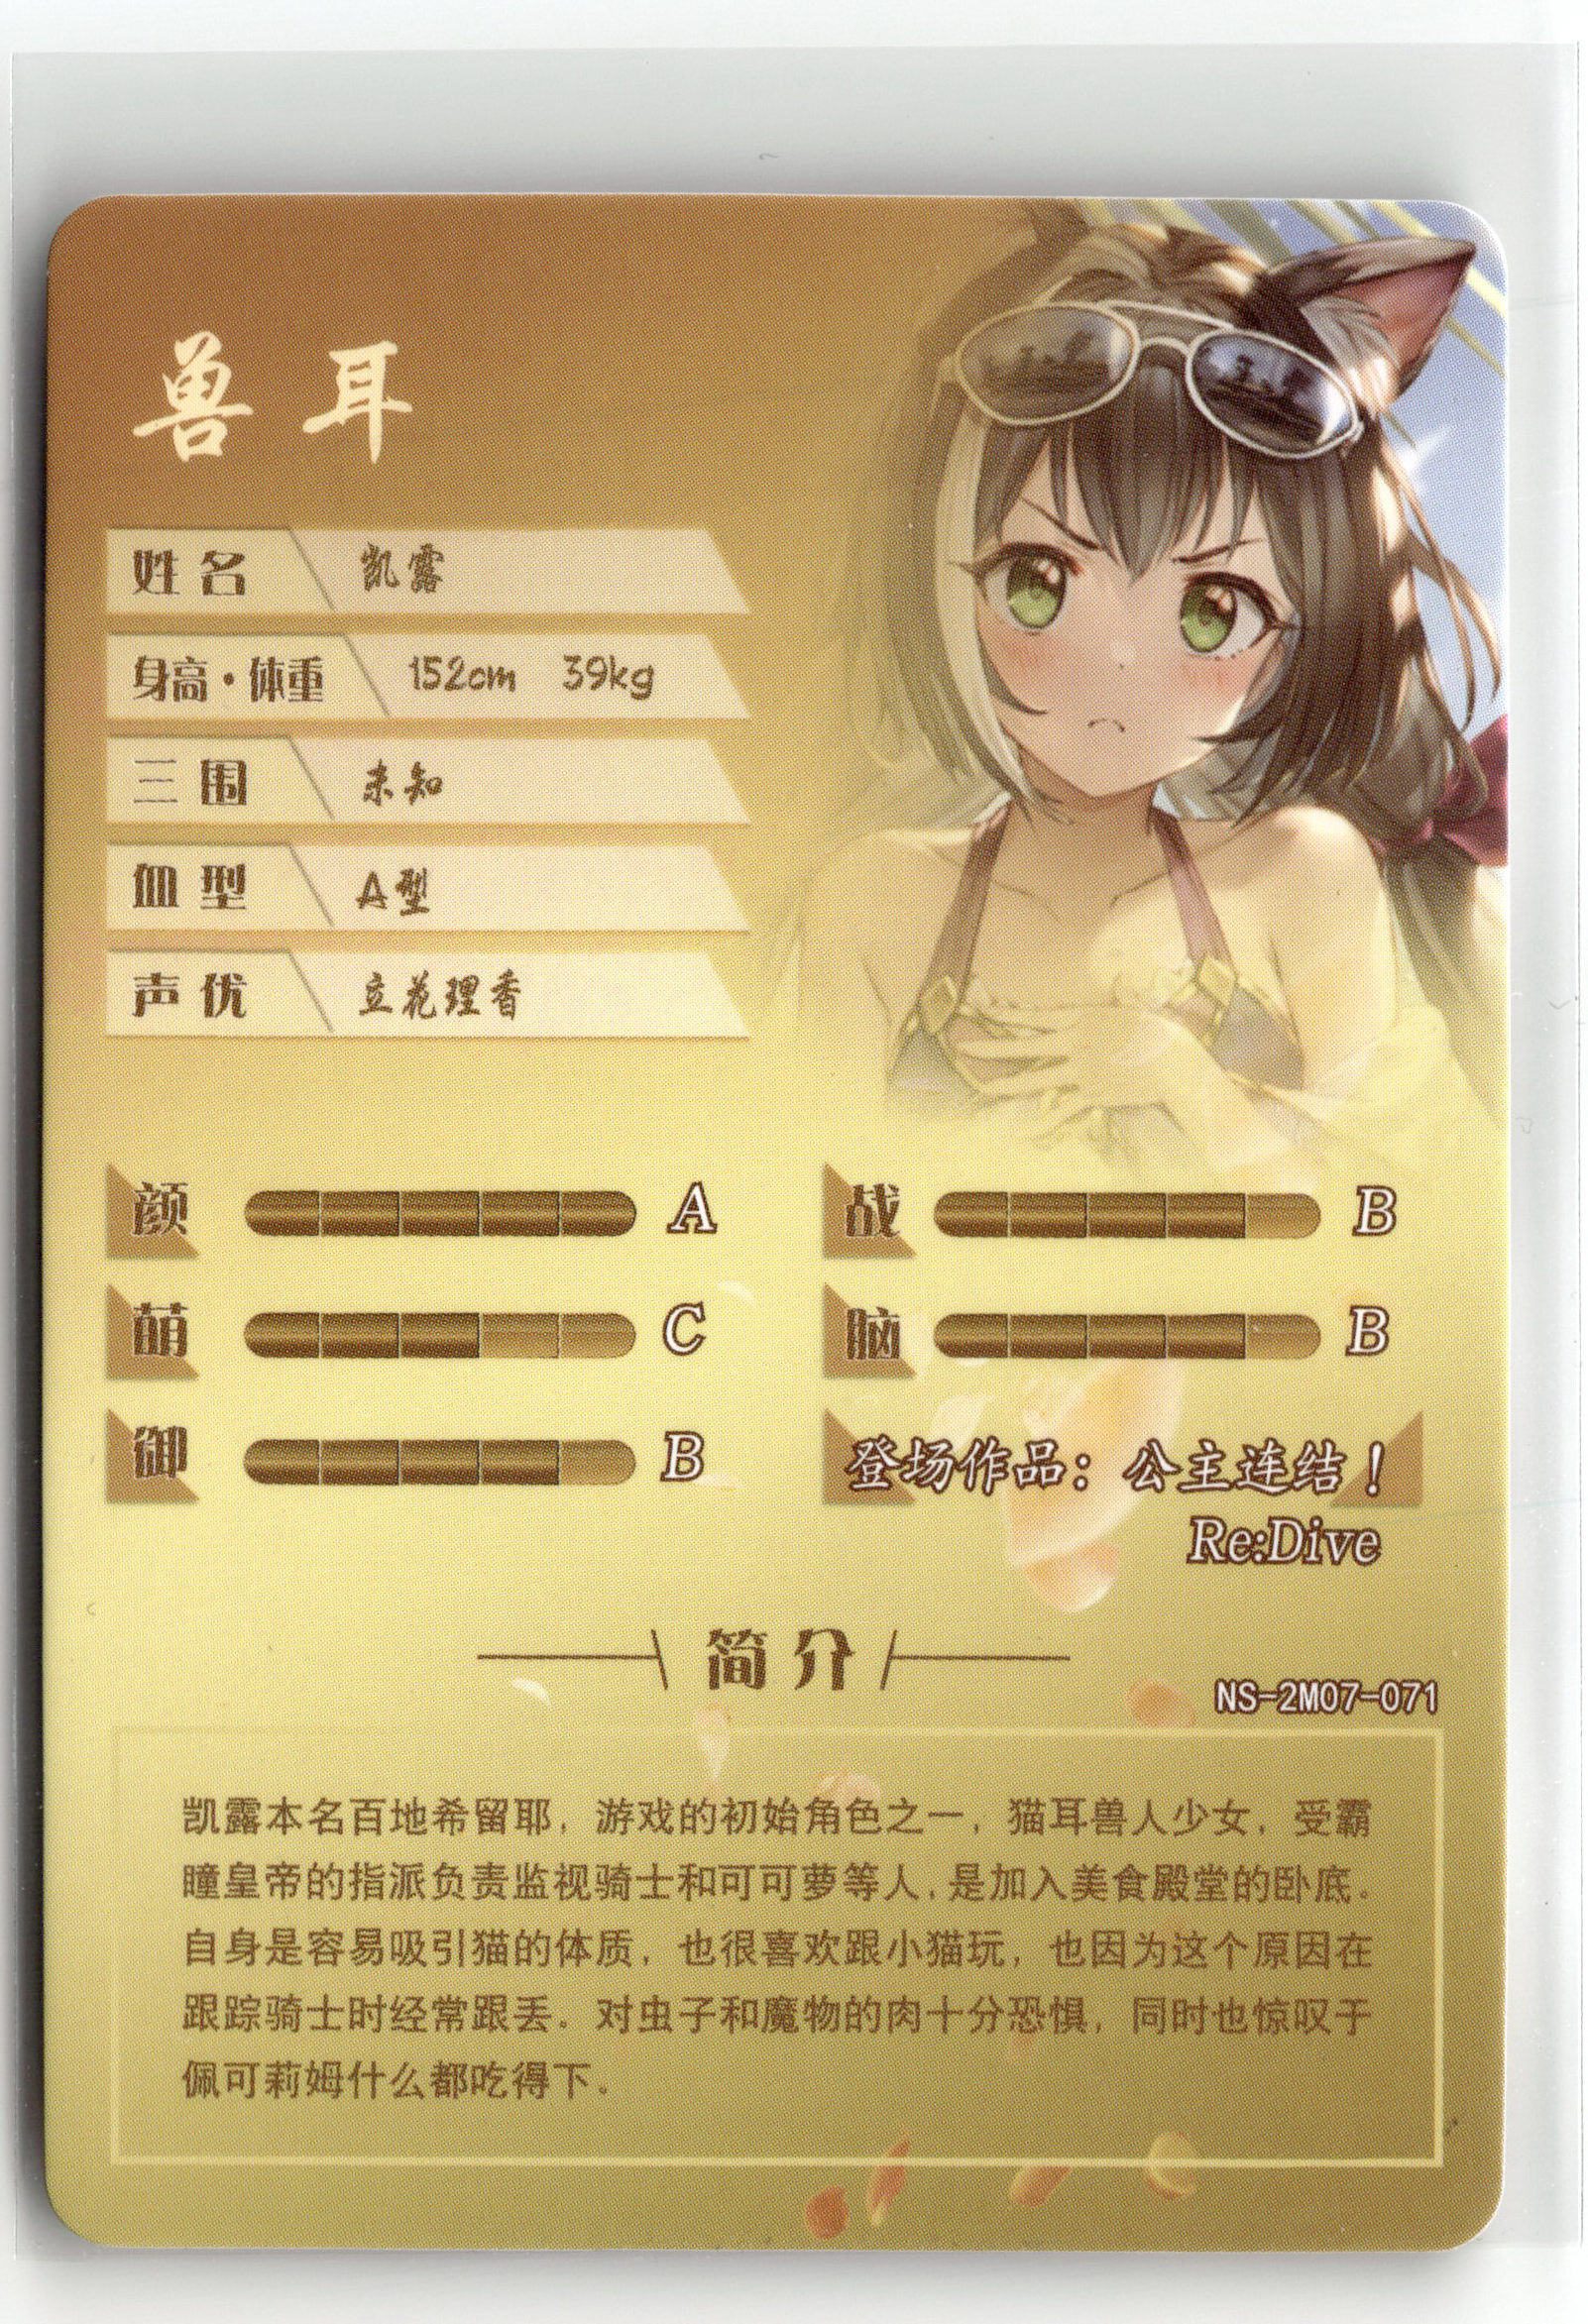 兽耳
姓名 凯露
身高·体重 152cm 39kg
三围 未知
血型 A型
声优 立花理香
颜 A
战 B
萌 C
脑 B
御 B
登场作品：公主连结！
Re:Dive
简介
NS-2M07-071
凯露本名百地希留耶，游戏的初始角色之一，猫耳兽人少女，受霸
瞳皇帝的指派负责监视骑士和可可萝等人，是加入美食殿堂的卧底。
自身是容易吸引猫的体质，也很喜欢跟小猫玩，也因为这个原因在
跟踪骑士时经常跟丢。对虫子和魔物的肉十分恐惧，同时也惊叹于
佩可莉姆什么都吃得下。